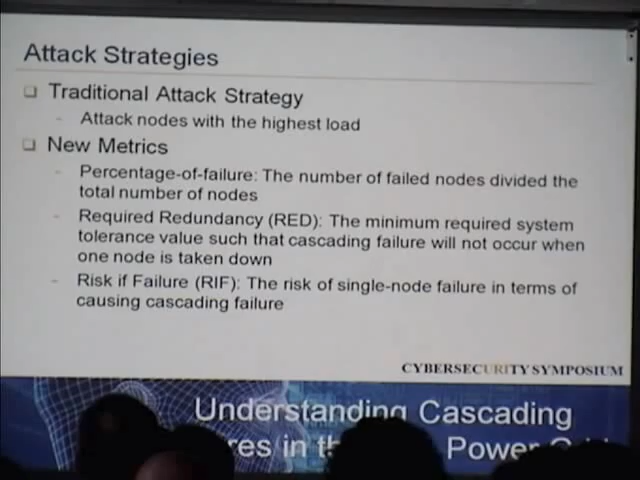 Attack Strategies
Traditional Attack Strategy
- Attack nodes with the highest load
New Metrics
- Percentage-of-failure: The number of failed nodes divided the
total number of nodes
- Required Redundancy (RED): The minimum required system
tolerance value such that cascading failure will not occur when
one node is taken down
- Risk if Failure (RIF): The risk of single-node failure in terms of
causing cascading failure
CYBERSECURITY SYMPOSIUM
Understanding Cascading
res in Power